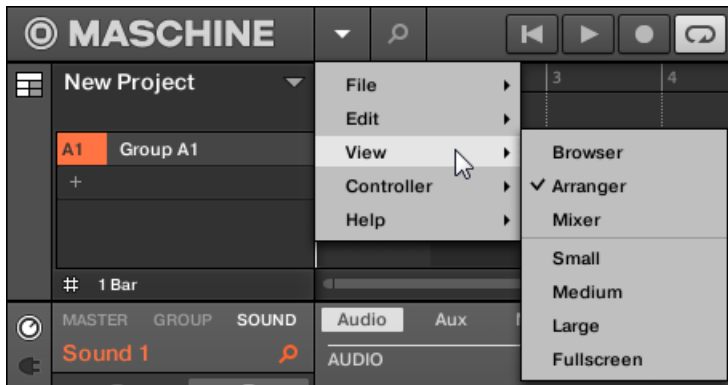 MASCHINE
New Project
3 4
File
Edit
A1 Group A1
View
Browser
+
Controller
Arranger
Help
Mixer
Small
# 1 Bar
Medium
MASTER GROUP SOUND
Audio Aux
Large
Sound 1
AUDIO
Fullscreen